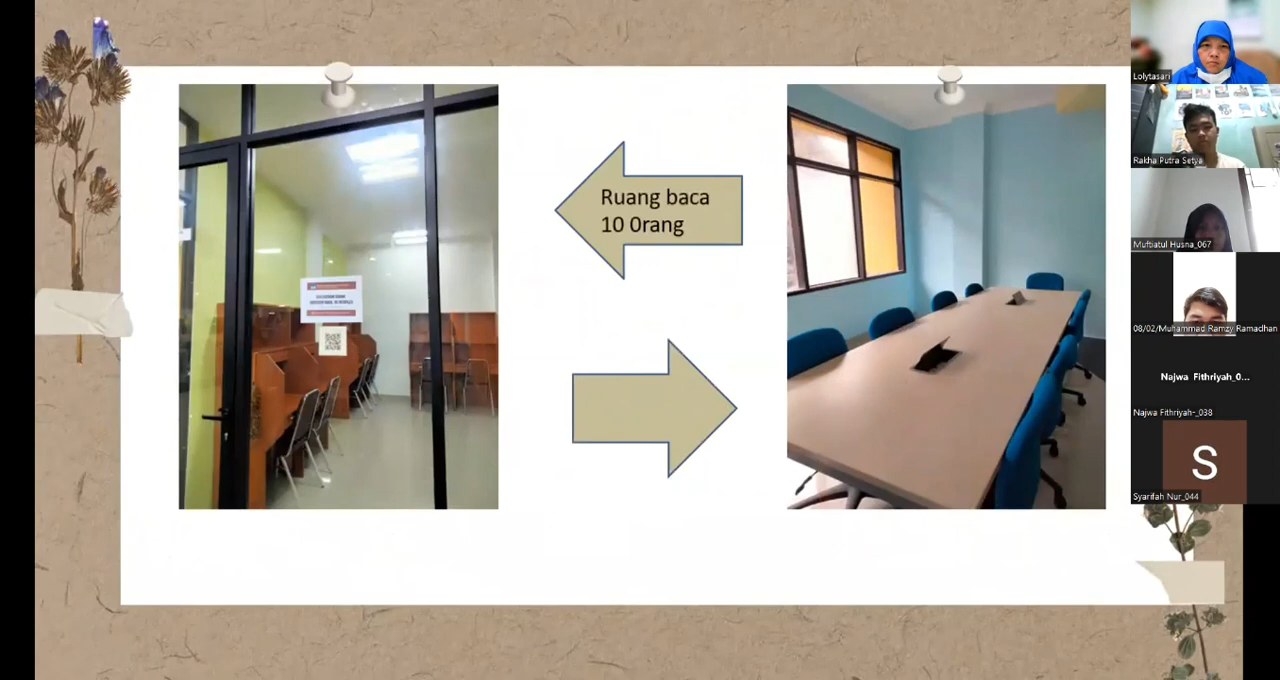 Ruang baca
10 0rang
Lolytasari
Rakha Putra Setya
Muftiatul Husna_067
08/02/Muhammad Ramzy Ramadhan
Najwa Fithriyah_0...
Najwa Fithriyah-_038
S
Syarifah Nur_044